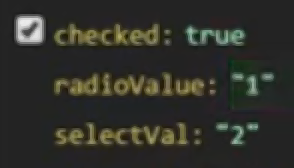 checked: true
radioValue: "1"
selectVal: "2"